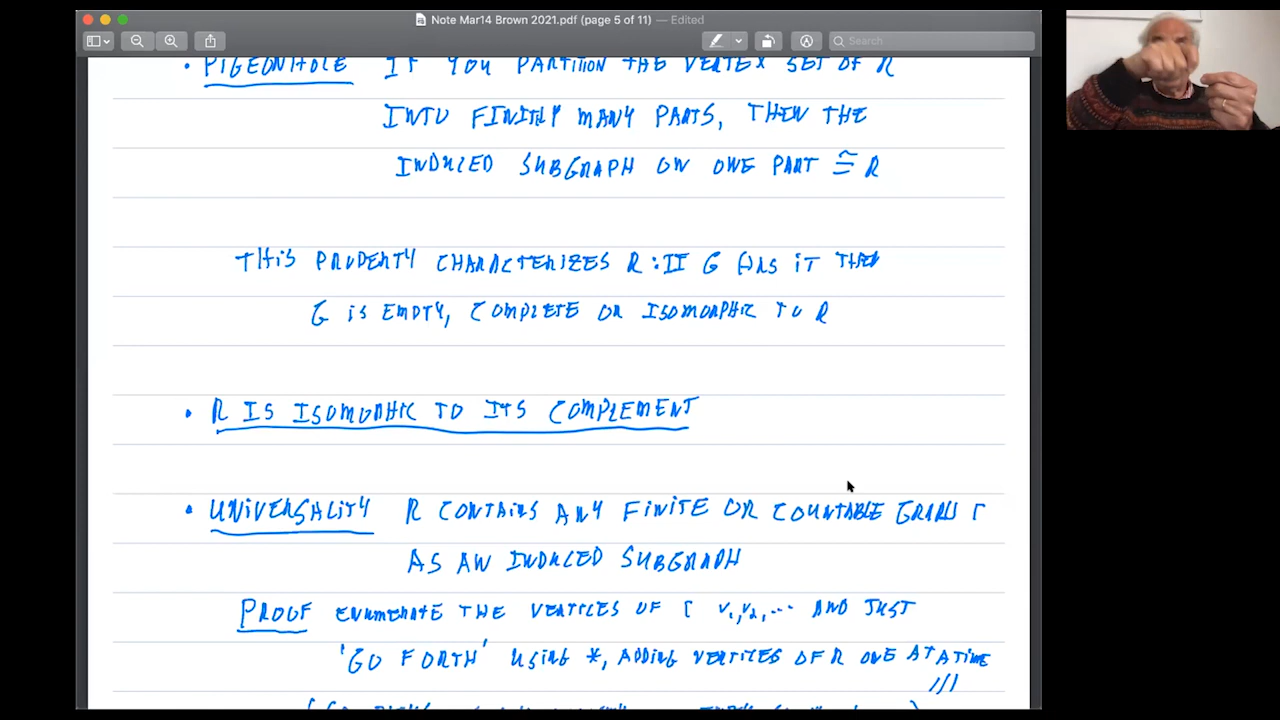 Note Mar14 Brown 2021.pdf (page 5 of 11) — Edited
Search
• PIGEONHOLE IF YOU PARTITION THE VERTEX SET OF R
INTO FINITLY MANY PARTS, THEN THE
INDUCED SUBGRAPH ON ONE PART ≅ R
THIS PROPERTY CHARACTERIZES R: IF G HAS IT THEN
G IS EMPTY, COMPLETE OR ISOMORPHIC TO R
• R IS ISOMORPHIC TO ITS COMPLEMENT
• UNIVERSALITY R CONTAINS ANY FINITE OR COUNTABLE GRAPH Γ
AS AN INDUCED SUBGRAPH
PROOF ENUMERATE THE VERTICES OF Γ v₁,v₂,... AND JUST
'GO FORTH' USING *, ADDING VERTICES OF R ONE AT A TIME
///